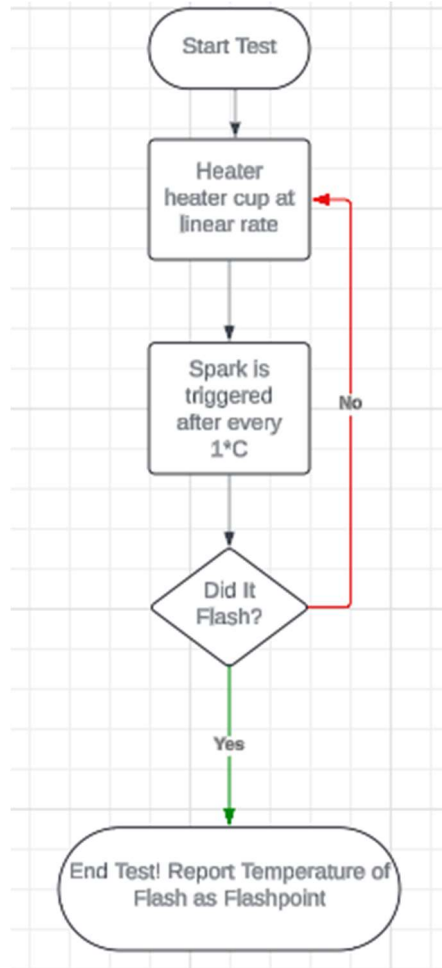 Start Test
Heater
heater cup at
linear rate
Spark is
triggered
after every
1*C
No
Did It
Flash?
Yes
End Test! Report Temperature of
Flash as Flashpoint